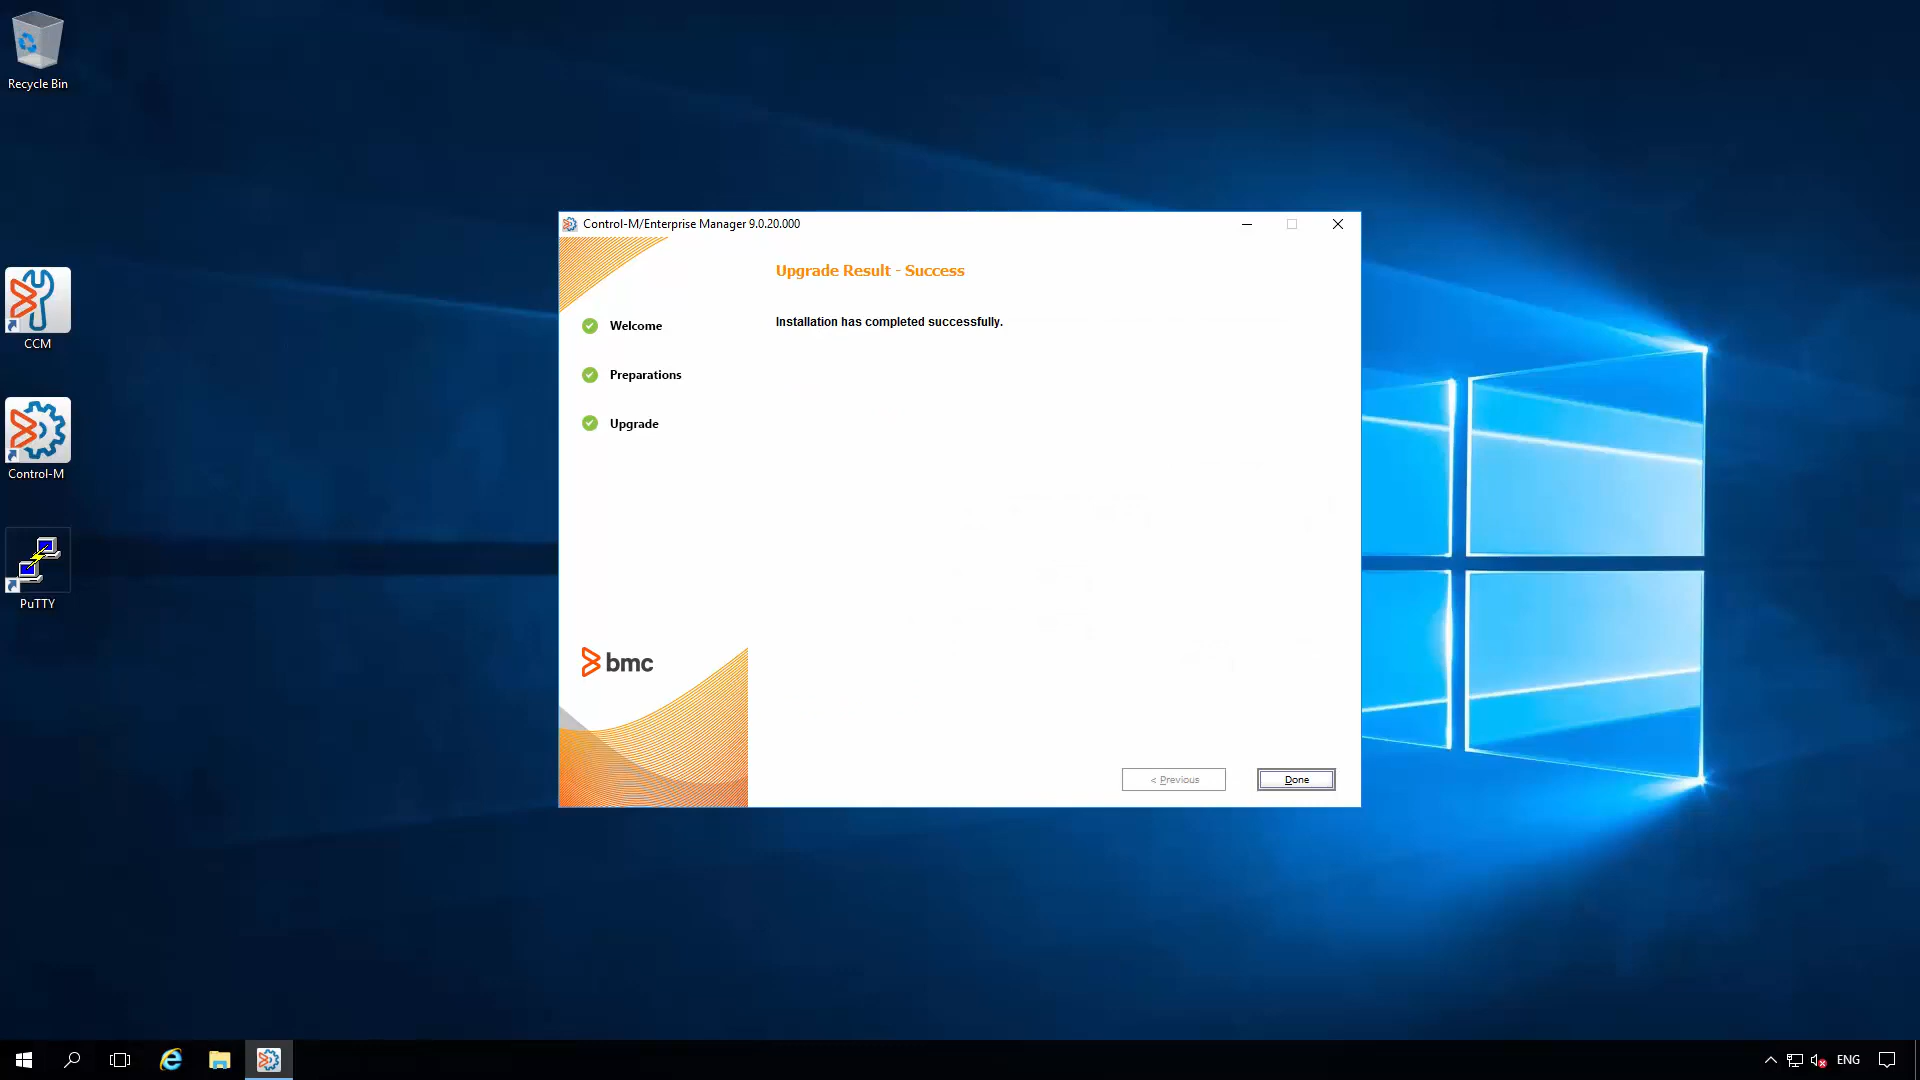 Recycle Bin
CCM
Control-M
PuTTY
Control-M/Enterprise Manager 9.0.20.000
Upgrade Result - Success
Installation has completed successfully.
Welcome
Preparations
Upgrade
bmc
< Previous
Done
ENG